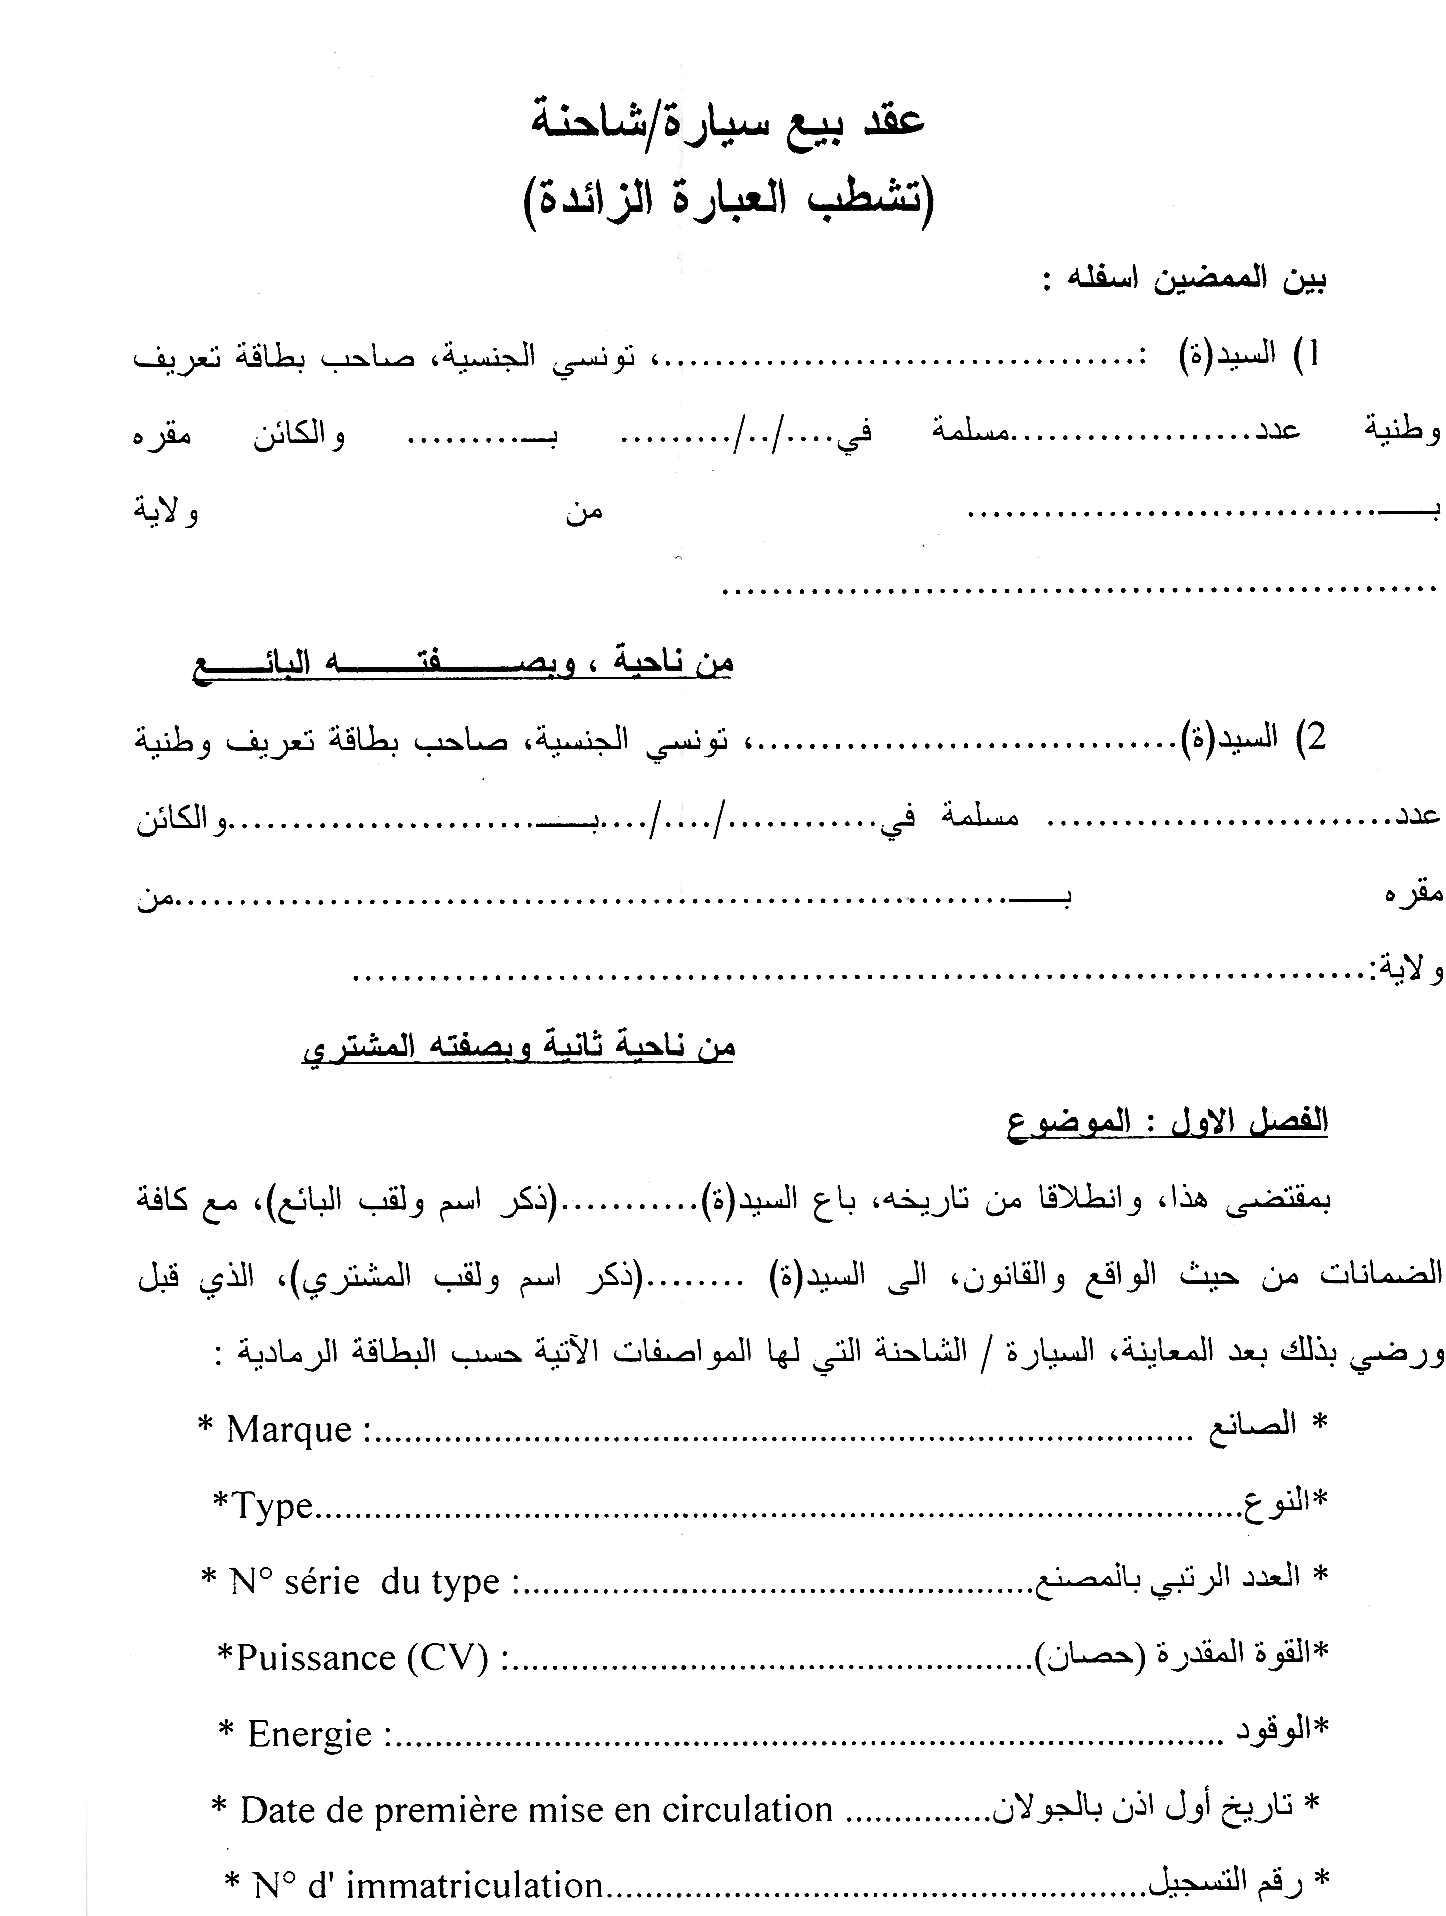 عقد بيع سيارة/شاحنة
(تشطب العبارة الزائدة)
بين الممضين اسفله :
1) السيد(ة) :.......................................، تونسي الجنسية، صاحب بطاقة تعريف
وطنية عدد....................مسلمة في..../../......... بـ.......... والكائن مقره
بـ................................ من ولاية
.........................................................
من ناحية ، وبصـفتـه البائـع
2) السيد(ة)..................................، تونسي الجنسية، صاحب بطاقة تعريف وطنية
عدد............................ مسلمة في............/..../....بـ.........................والكائن
مقره بـ..................................................................من
ولاية:.................................................................................
من ناحية ثانية وبصفته المشتري
الفصل الاول : الموضوع
بمقتضى هذا، وانطلاقا من تاريخه، باع السيد(ة)...........(ذكر اسم ولقب البائع)، مع كافة
الضمانات من حيث الواقع والقانون، الى السيد(ة) ........(ذكر اسم ولقب المشتري)، الذي قبل
ورضي بذلك بعد المعاينة، السيارة / الشاحنة التي لها المواصفات الآتية حسب البطاقة الرمادية :
* الصانع ..................................................................................: Marque *
*النوع.............................................................................................Type*
* العدد الرتبي بالمصنع...................................................: N° série du type *
*القوة المقدرة (حصان)....................................................: Puissance (CV)*
*الوقود ...................................................................................: Energie *
* تاريخ أول اذن بالجولان............... Date de première mise en circulation *
* رقم التسجيل......................................................N° d' immatriculation *